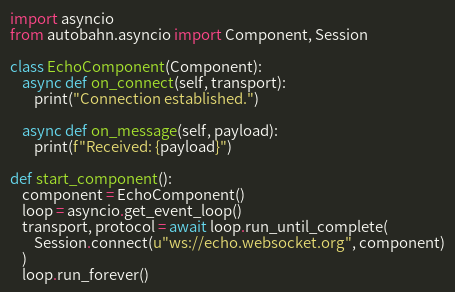 import asyncio
from autobahn.asyncio import Component, Session

class EchoComponent(Component):
    async def on_connect(self, transport):
        print("Connection established.")

    async def on_message(self, payload):
        print(f"Received: {payload}")

def start_component():
    component = EchoComponent()
    loop = asyncio.get_event_loop()
    transport, protocol = await loop.run_until_complete(
        Session.connect(u"ws://echo.websocket.org", component)
    )
    loop.run_forever()